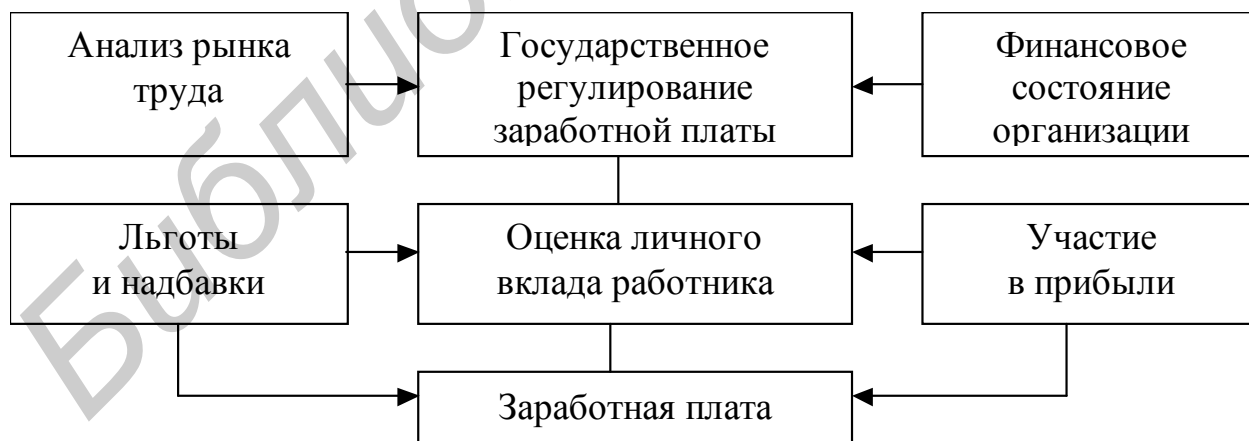 Анализ рынка
труда
Государственное
регулирование
заработной платы
Финансовое
состояние
организации
Льготы
и надбавки
Оценка личного
вклада работника
Участие
в прибыли
Заработная плата